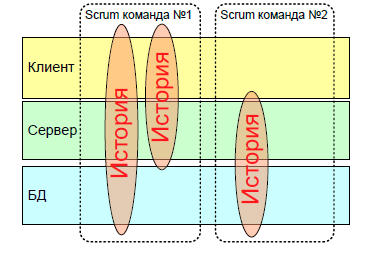 Scrum команда №1
Scrum команда №2
Клиент
Сервер
БД
История
История
История